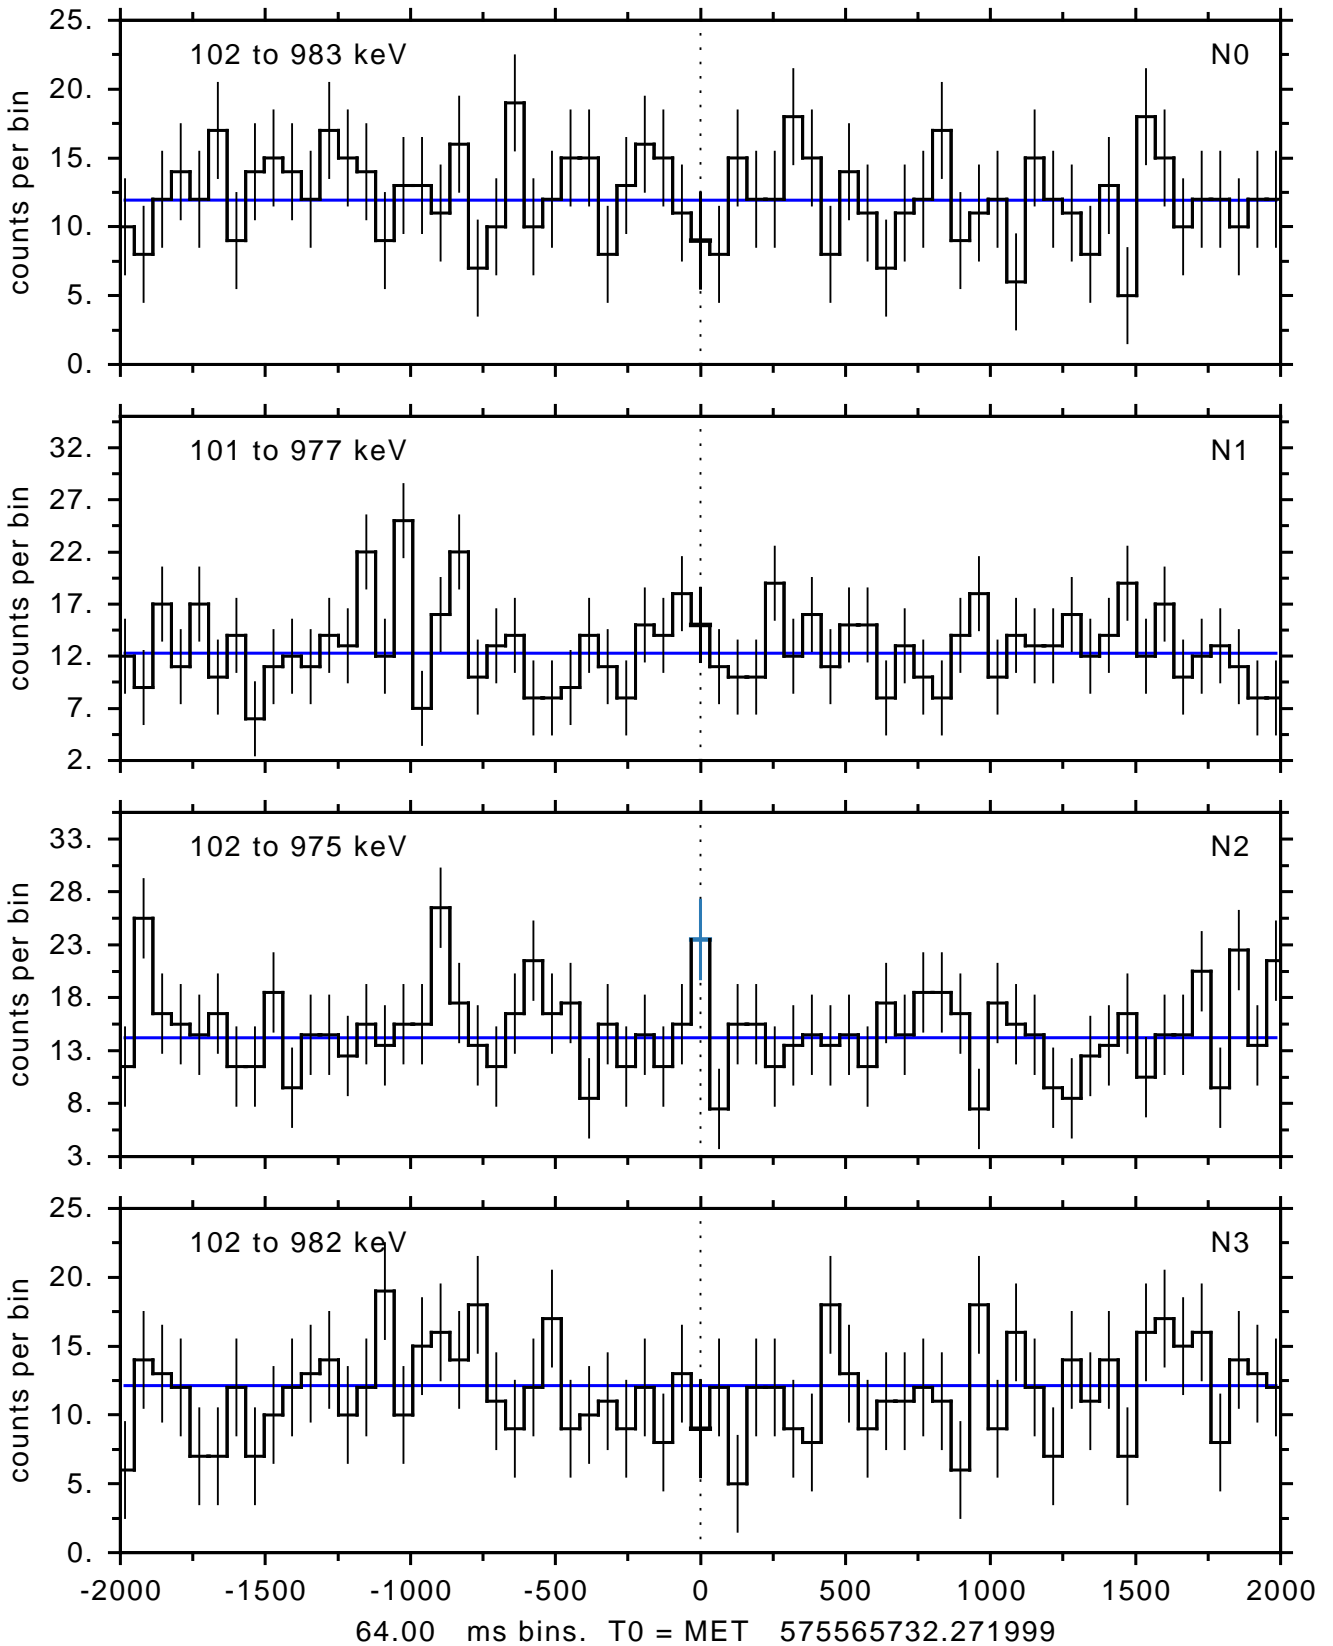 25.
102 to 983 keV N0
20.
15.
10.
5.
0.
counts per bin
32.
101 to 977 keV N1
27.
22.
17.
12.
7.
2.
counts per bin
33.
102 to 975 keV N2
28.
23.
18.
13.
8.
3.
counts per bin
25.
102 to 982 keV N3
20.
15.
10.
5.
0.
counts per bin
-2000 -1500 -1000 -500 0 500 1000 1500 2000
64.00 ms bins. T0 = MET 575565732.271999